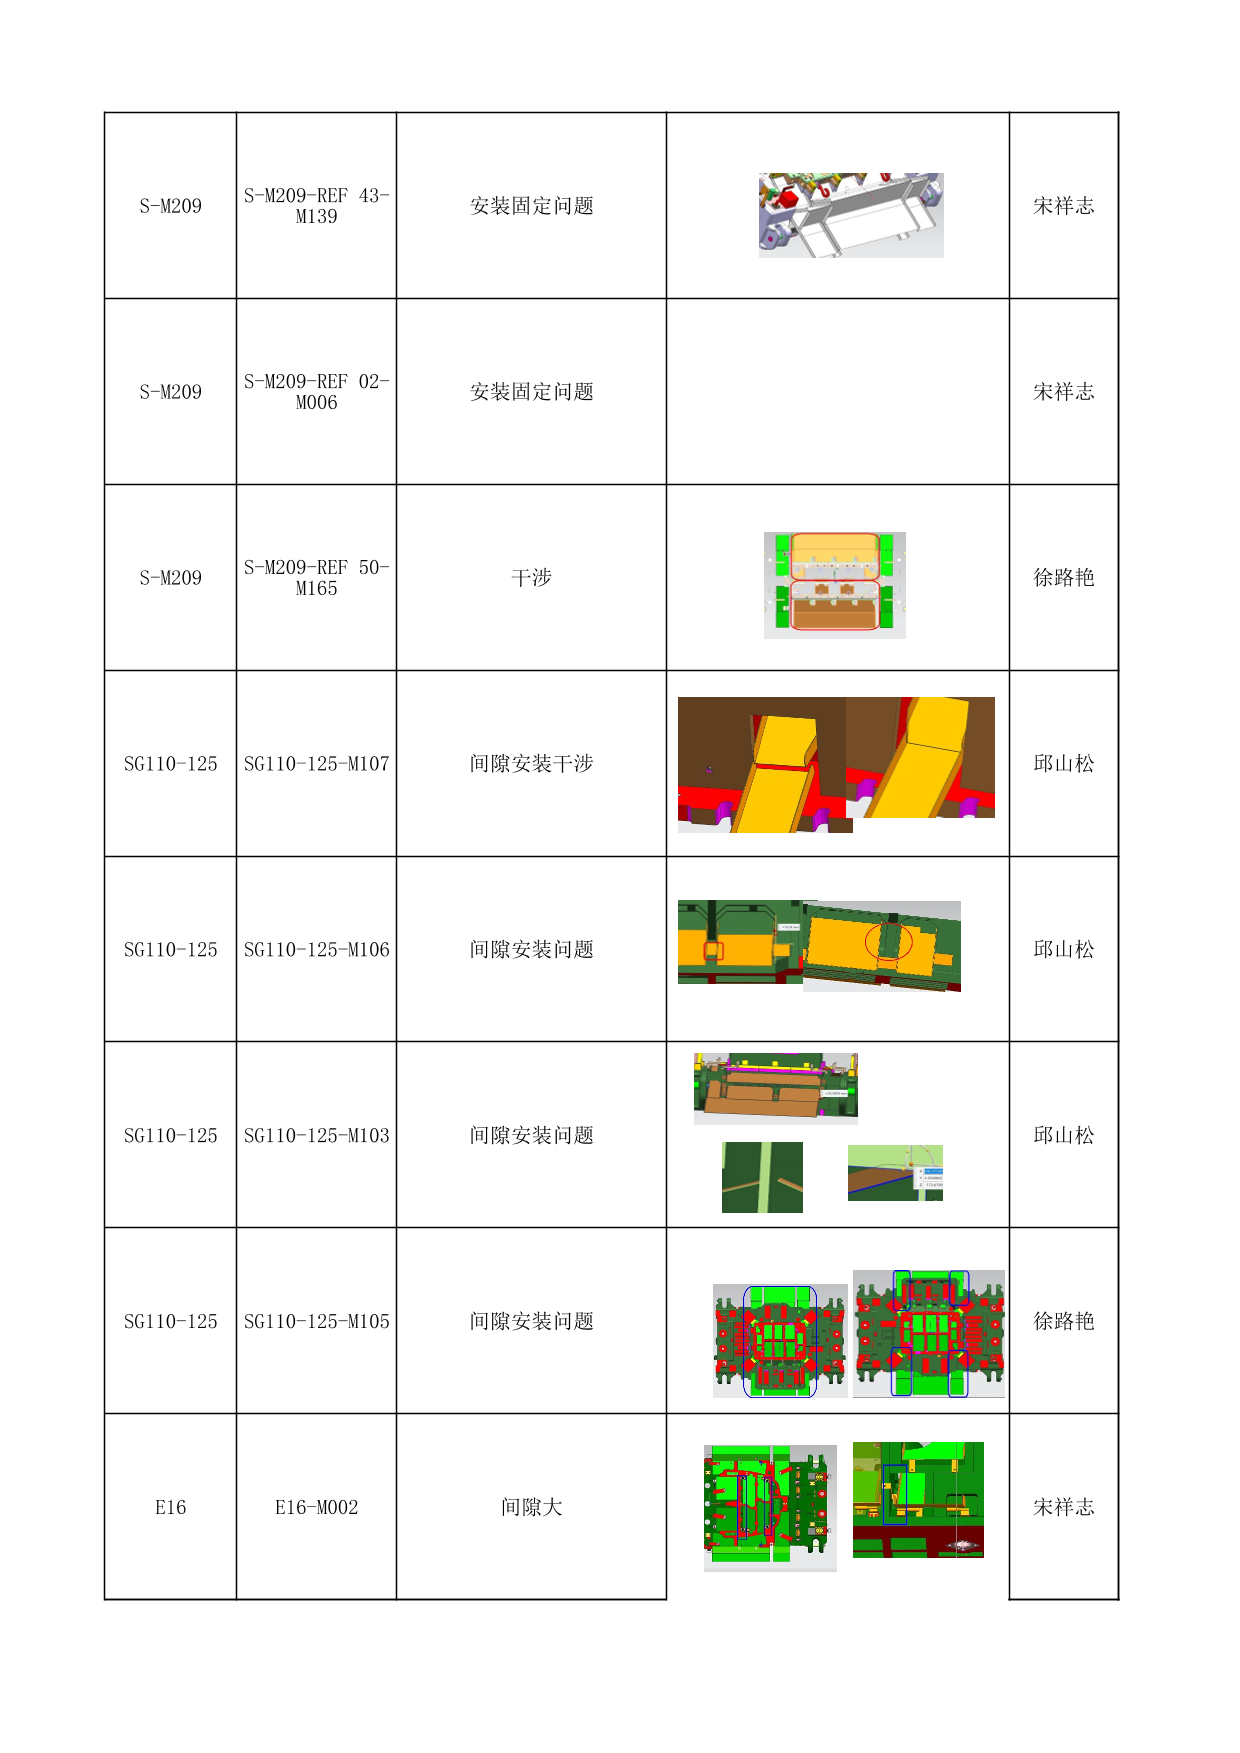 S-M209
S-M209-REF 43-
M139
安装固定问题
宋祥志
S-M209
S-M209-REF 02-
M006
安装固定问题
宋祥志
S-M209
S-M209-REF 50-
M165
干涉
徐路艳
SG110-125
SG110-125-M107
间隙安装干涉
邱山松
SG110-125
SG110-125-M106
间隙安装问题
邱山松
SG110-125
SG110-125-M103
间隙安装问题
邱山松
SG110-125
SG110-125-M105
间隙安装问题
徐路艳
E16
E16-M002
间隙大
宋祥志